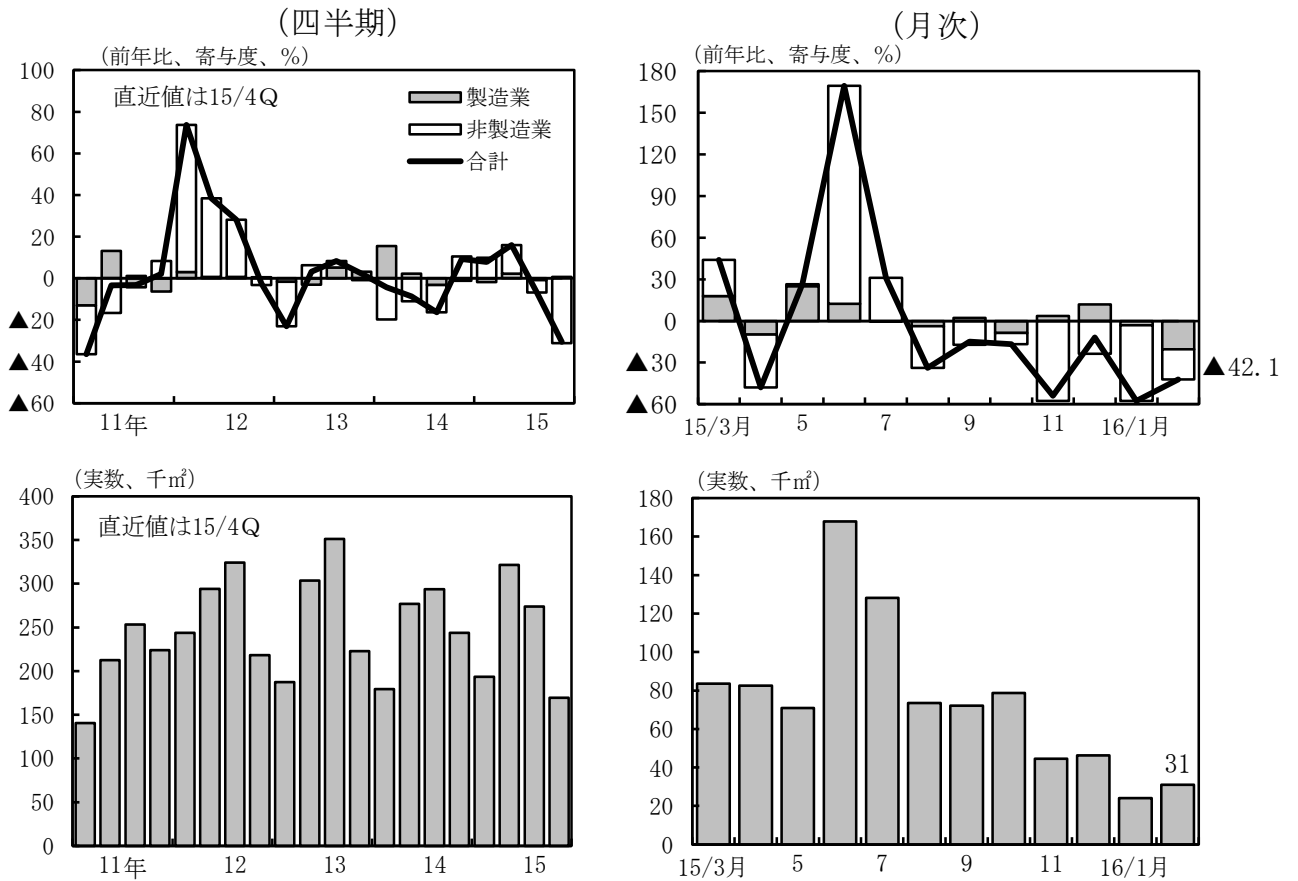 (四半期)
(前年比、寄与度、%)
100
80
60
40
20
0
▲20
▲40
▲60
直近値は15/4Q
製造業
非製造業
合計
11年 12 13 14 15
(月次)
(前年比、寄与度、%)
180
150
120
90
60
30
0
▲30
▲60
▲42.1
15/3月 5 7 9 11 16/1月
(実数、千㎡)
400
350
300
250
200
150
100
50
0
直近値は15/4Q
11年 12 13 14 15
(実数、千㎡)
180
160
140
120
100
80
60
40
20
0
31
15/3月 5 7 9 11 16/1月